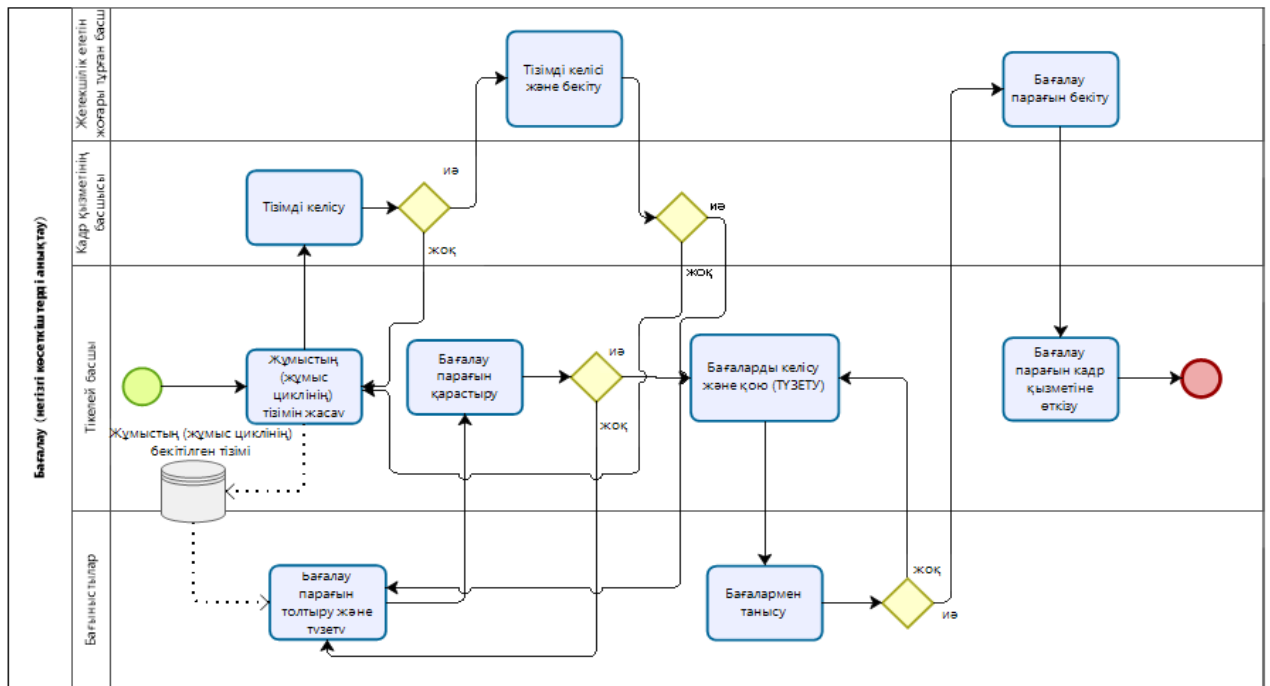 Бағалау (негізгі көсеткіштерді анықтау)
Жетекшілік ететін
жоғары тұрған басш
Тізімді келісі
және бекіту
Бағалау
парағын бекіту
Кадр қызметінің
басшысы
Тізімді келісу
иә
жоқ
иә
жоқ
Тікелей басшы
Жұмыстың
(жұмыс
циклінің)
тізімін жасау
Бағалау
парағын
қарастыру
иә
жоқ
Бағаларды келісу
және қою (ТҮЗЕТУ)
Бағалау
парағын кадр
қызметіне
өткізу
Жұмыстың (жұмыс циклінің)
бекітілген тізімі
Бағыныстылар
Бағалау
парағын
толтыру және
түзету
Бағалармен
танысу
жоқ
иә